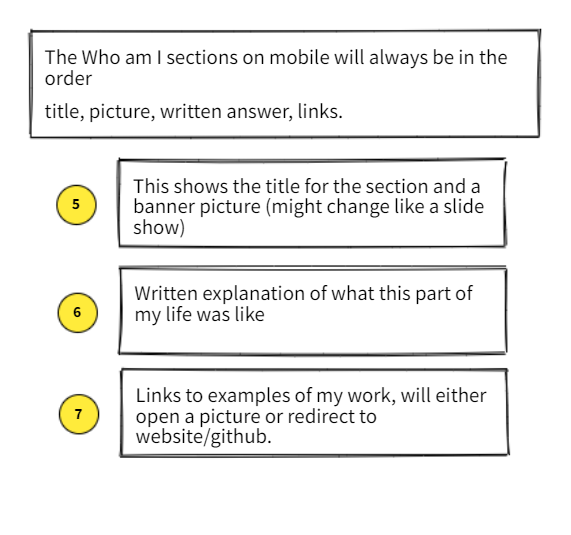 The Who am I sections on mobile will always be in the
order
title, picture, written answer, links.
5
This shows the title for the section and a
banner picture (might change like a slide
show)
6
Written explanation of what this part of
my life was like
7
Links to examples of my work, will either
open a picture or redirect to
website/github.